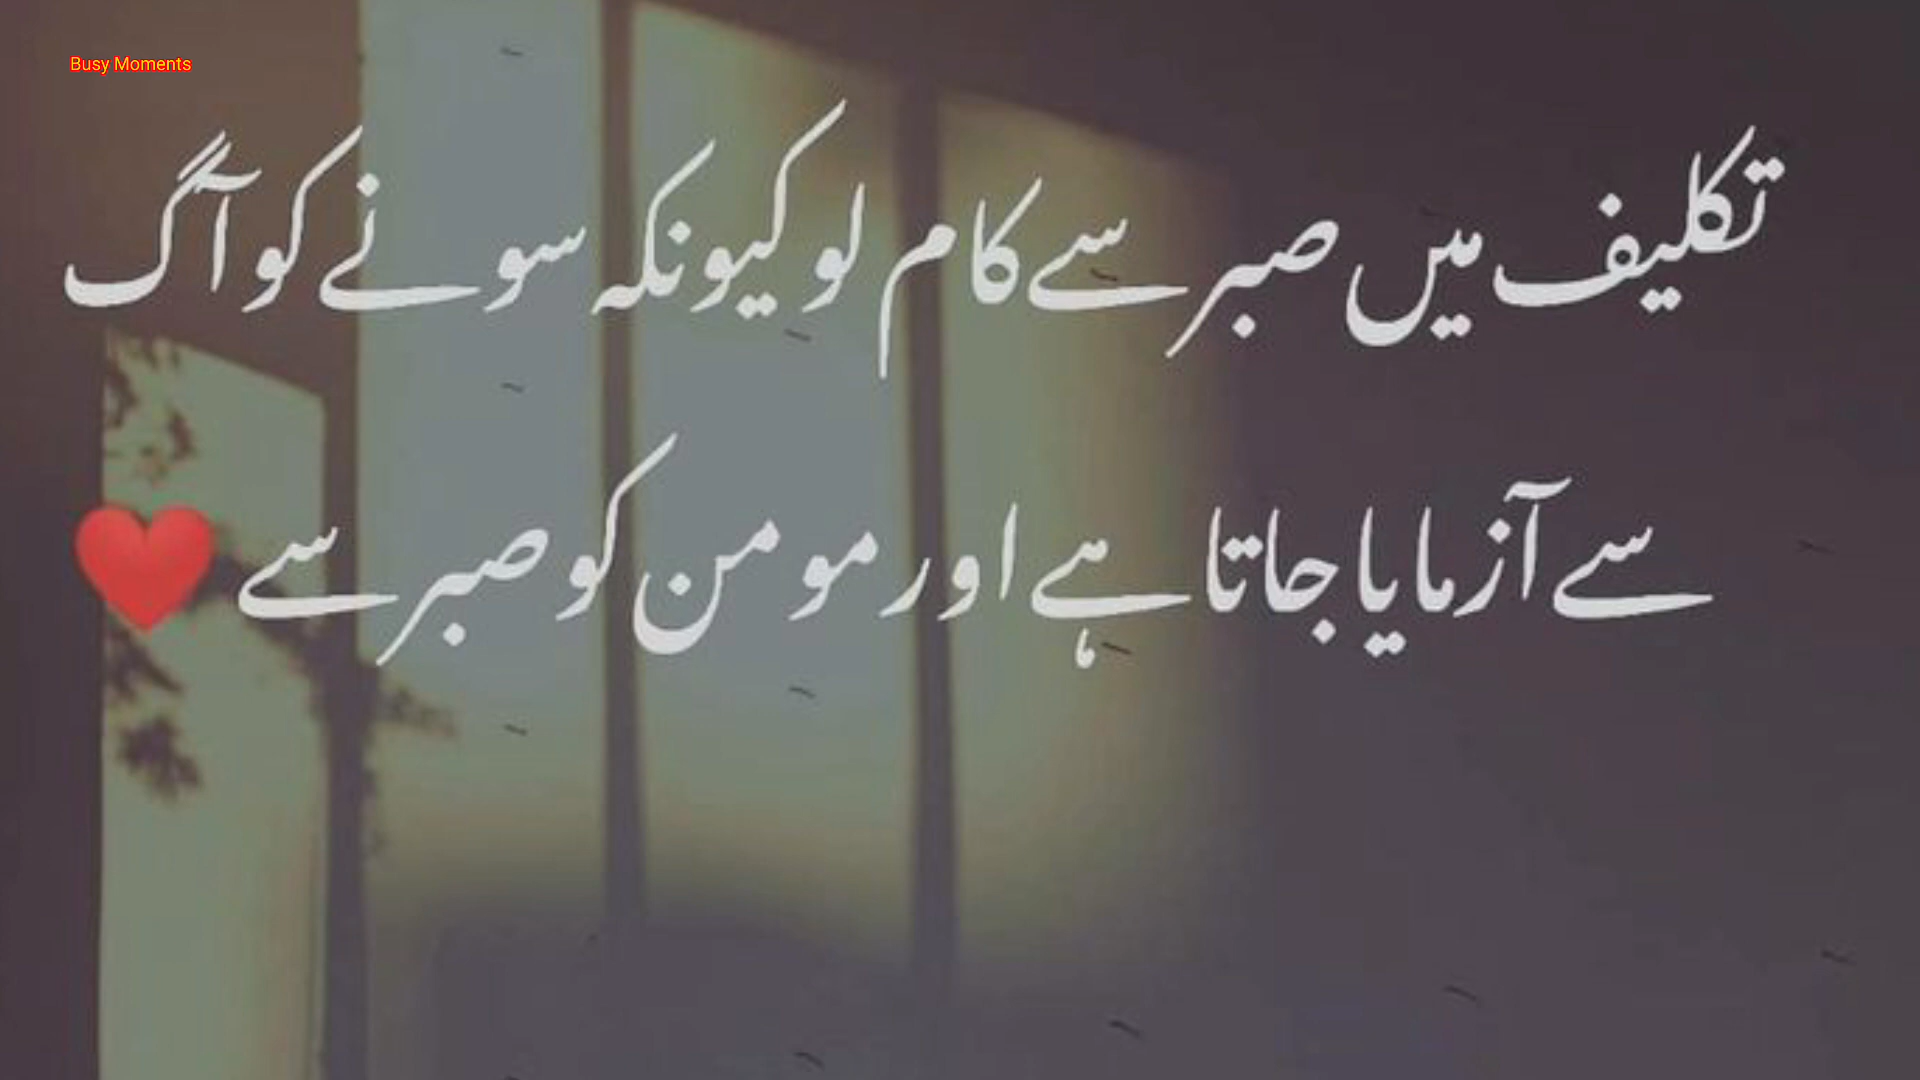 Busy Moments
تکلیف میں صبر سے کام لو کیونکہ سونے کو آگ
سے آزمایا جاتا ہے اور مومن کو صبر سے ❤️